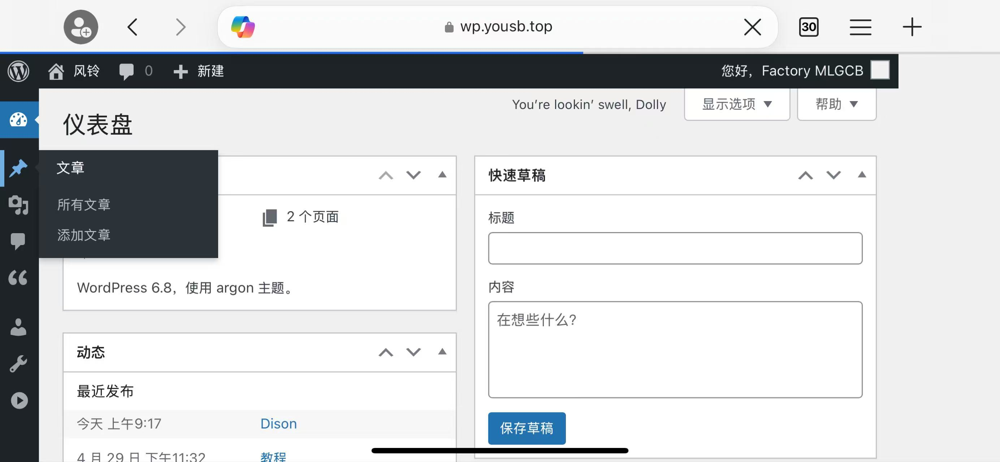 wp.yousb.top
30
风铃
0
新建
您好，Factory MLGCB
You’re lookin’ swell, Dolly
显示选项
帮助
仪表盘
文章
所有文章
添加文章
2 个页面
WordPress 6.8，使用 argon 主题。
动态
最近发布
今天 上午9:17
Dison
4 月 29 日 下午11:32
教程
快速草稿
标题
内容
在想些什么?
保存草稿